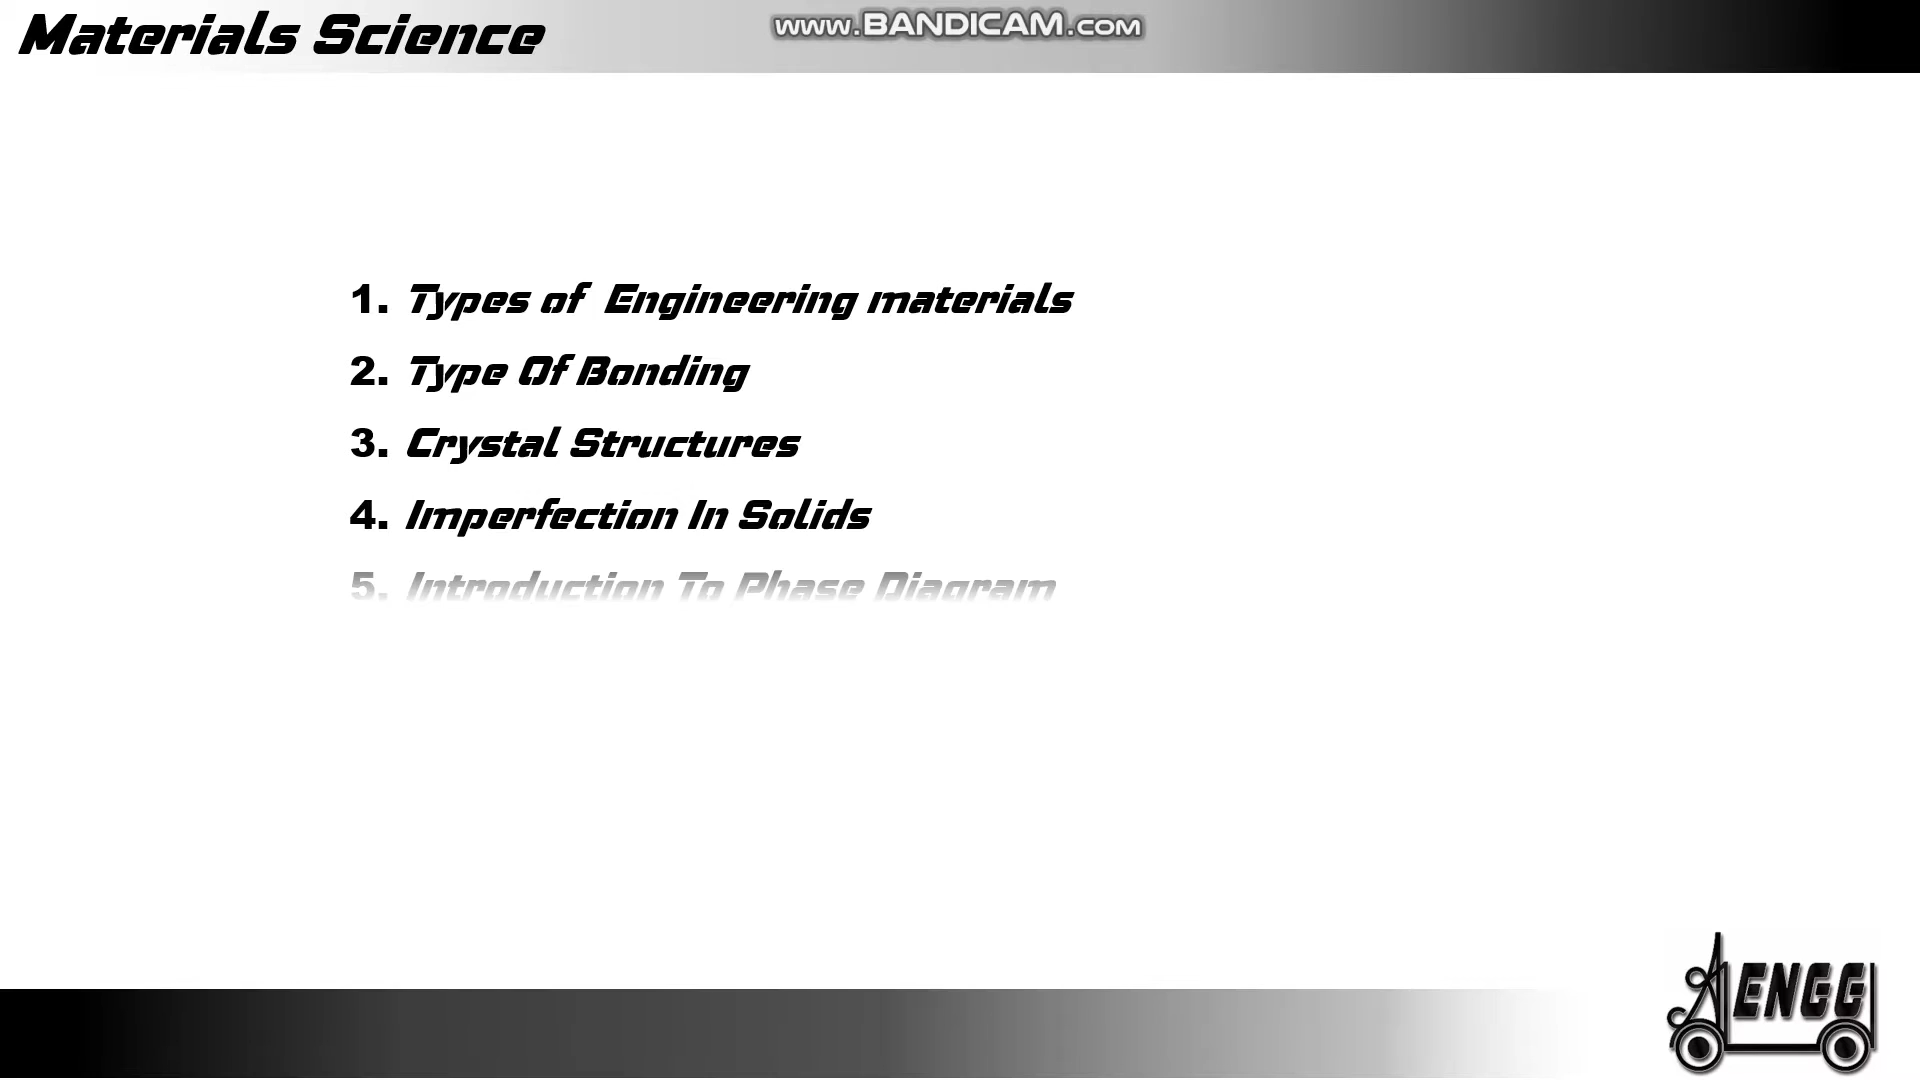 Materials Science
www.BANDICAM.com
1. Types of Engineering materials
2. Type Of Bonding
3. Crystal Structures
4. Imperfection In Solids
5. Introduction To Phase Diagram
ENGG